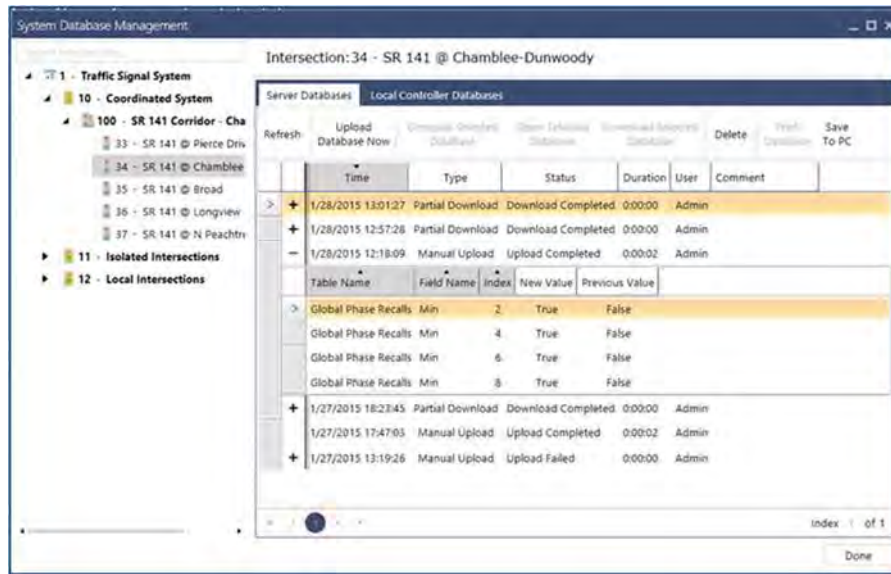 System Database Management
Intersection: 34 - SR 141 @ Chamblee-Dunwoody
1 - Traffic Signal System
10 - Coordinated System
100 - SR 141 Corridor - Cha
33 - SR 141 @ Pierce Driv
34 - SR 141 @ Chamblee
35 - SR 141 @ Broad
36 - SR 141 @ Longview
37 - SR 141 @ N Peachtre
11 - Isolated Intersections
12 - Local Intersections
Server Databases Local Controller Databases
Refresh Upload Database Now Delete Save To PC
Time Type Status Duration User Comment
1/28/2015 13:01:27 Partial Download Download Completed 0:00:00 Admin
1/28/2015 12:57:28 Partial Download Download Completed 0:00:00 Admin
1/28/2015 12:18:09 Manual Upload Upload Completed 0:00:02 Admin
Table Name Field Name Index New Value Previous Value
Global Phase Recalls Min 2 True False
Global Phase Recalls Min 4 True False
Global Phase Recalls Min 6 True False
Global Phase Recalls Min 8 True False
1/27/2015 18:23:45 Partial Download Download Completed 0:00:00 Admin
1/27/2015 17:47:03 Manual Upload Upload Completed 0:00:02 Admin
1/27/2015 13:19:26 Manual Upload Upload Failed 0:00:00 Admin
Index 1 of 1
Done